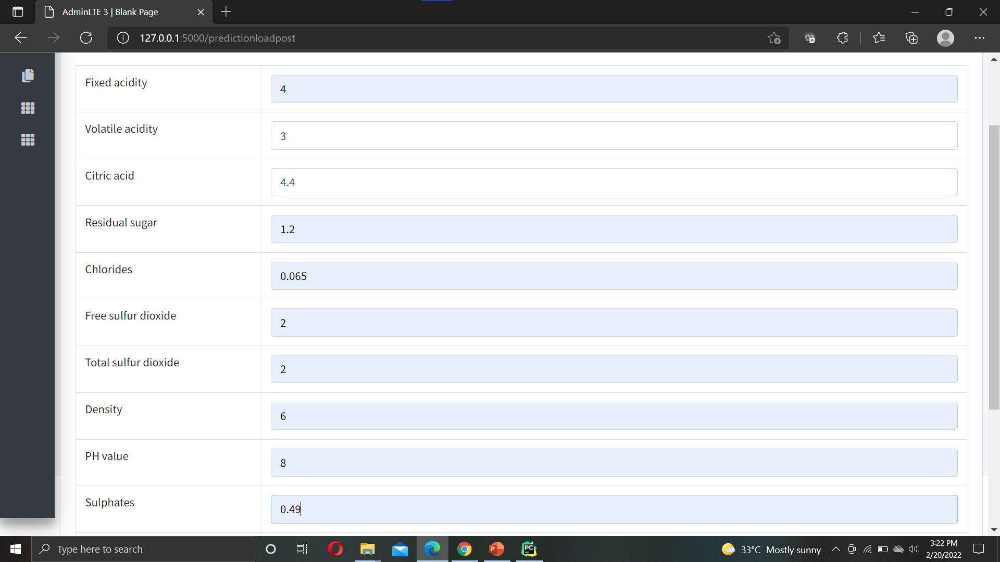 AdminLTE 3 | Blank Page
127.0.0.1:5000/predictionloadpost
Fixed acidity
4
Volatile acidity
3
Citric acid
4.4
Residual sugar
1.2
Chlorides
0.065
Free sulfur dioxide
2
Total sulfur dioxide
2
Density
6
PH value
8
Sulphates
0.49
Type here to search
P
PC
33°C Mostly sunny
3:22 PM
2/20/2022